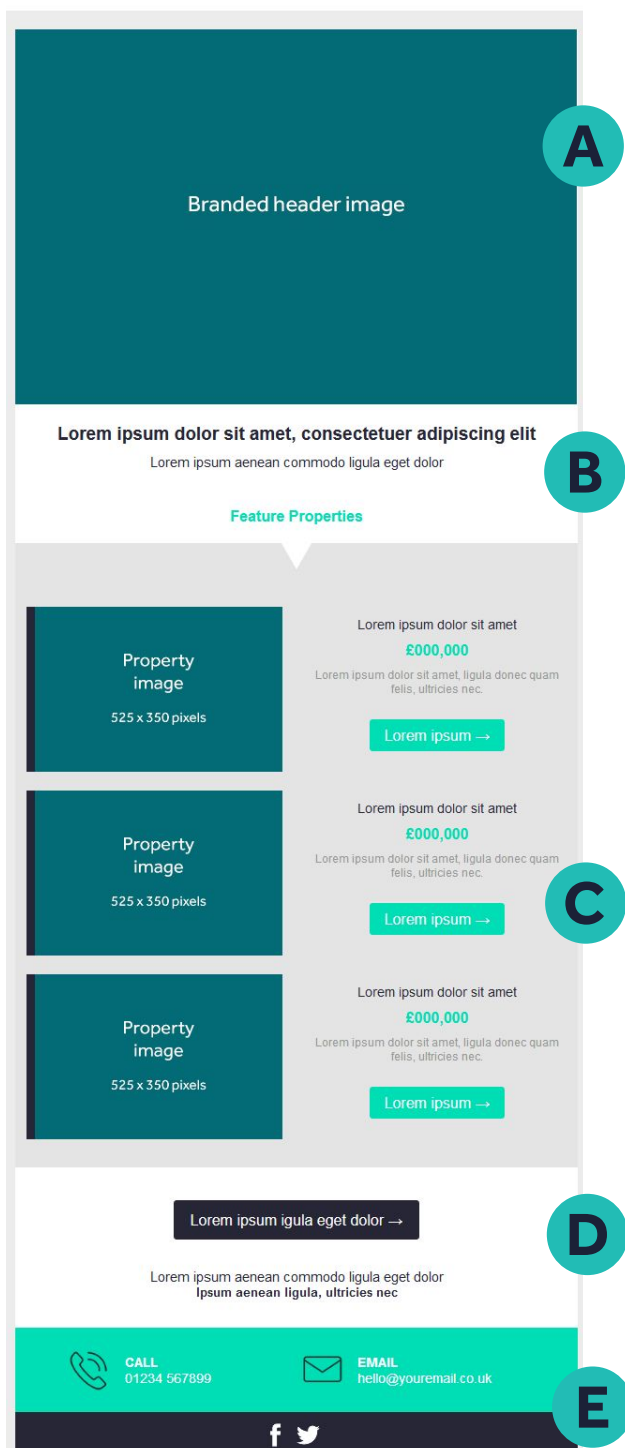 A
Branded header image
Lorem ipsum dolor sit amet, consectetuer adipiscing elit
Lorem ipsum aenean commodo ligula eget dolor
B
Feature Properties
Property
image
525 x 350 pixels
Lorem ipsum dolor sit amet
£000,000
Lorem ipsum dolor sit amet, ligula donec quam
felis, ultricies nec.
Lorem ipsum →
Property
image
525 x 350 pixels
Lorem ipsum dolor sit amet
£000,000
Lorem ipsum dolor sit amet, ligula donec quam
felis, ultricies nec.
Lorem ipsum →
C
Property
image
525 x 350 pixels
Lorem ipsum dolor sit amet
£000,000
Lorem ipsum dolor sit amet, ligula donec quam
felis, ultricies nec.
Lorem ipsum →
Lorem ipsum igula eget dolor →
D
Lorem ipsum aenean commodo ligula eget dolor
Ipsum aenean ligula, ultricies nec
CALL
01234 567899
EMAIL
hello@youremail.co.uk
E